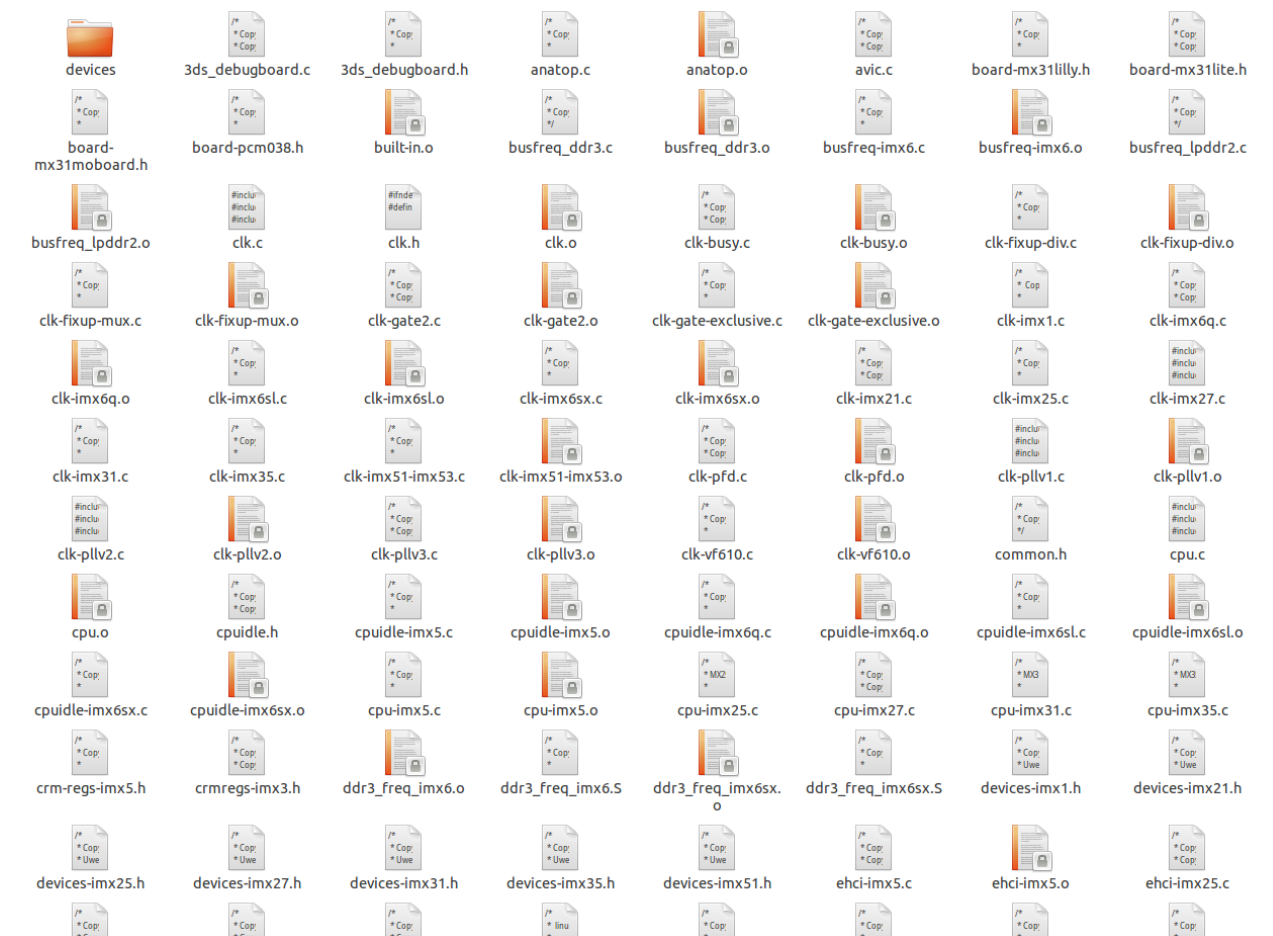 devices
3ds_debugboard.c
3ds_debugboard.h
anatop.c
anatop.o
avic.c
board-mx31lilly.h
board-mx31lite.h
board-
mx31moboard.h
board-pcm038.h
built-in.o
busfreq_ddr3.c
busfreq_ddr3.o
busfreq-imx6.c
busfreq-imx6.o
busfreq_lpddr2.c
busfreq_lpddr2.o
clk.c
clk.h
clk.o
clk-busy.c
clk-busy.o
clk-fixup-div.c
clk-fixup-div.o
clk-fixup-mux.c
clk-fixup-mux.o
clk-gate2.c
clk-gate2.o
clk-gate-exclusive.c
clk-gate-exclusive.o
clk-imx1.c
clk-imx6q.c
clk-imx6q.o
clk-imx6sl.c
clk-imx6sl.o
clk-imx6sx.c
clk-imx6sx.o
clk-imx21.c
clk-imx25.c
clk-imx27.c
clk-imx31.c
clk-imx35.c
clk-imx51-imx53.c
clk-imx51-imx53.o
clk-pfd.c
clk-pfd.o
clk-pllv1.c
clk-pllv1.o
clk-pllv2.c
clk-pllv2.o
clk-pllv3.c
clk-pllv3.o
clk-vf610.c
clk-vf610.o
common.h
cpu.c
cpu.o
cpuidle.h
cpuidle-imx5.c
cpuidle-imx5.o
cpuidle-imx6q.c
cpuidle-imx6q.o
cpuidle-imx6sl.c
cpuidle-imx6sl.o
cpuidle-imx6sx.c
cpuidle-imx6sx.o
cpu-imx5.c
cpu-imx5.o
cpu-imx25.c
cpu-imx27.c
cpu-imx31.c
cpu-imx35.c
crm-regs-imx5.h
crmregs-imx3.h
ddr3_freq_imx6.o
ddr3_freq_imx6.S
ddr3_freq_imx6sx.
o
ddr3_freq_imx6sx.S
devices-imx1.h
devices-imx21.h
devices-imx25.h
devices-imx27.h
devices-imx31.h
devices-imx35.h
devices-imx51.h
ehci-imx5.c
ehci-imx5.o
ehci-imx25.c